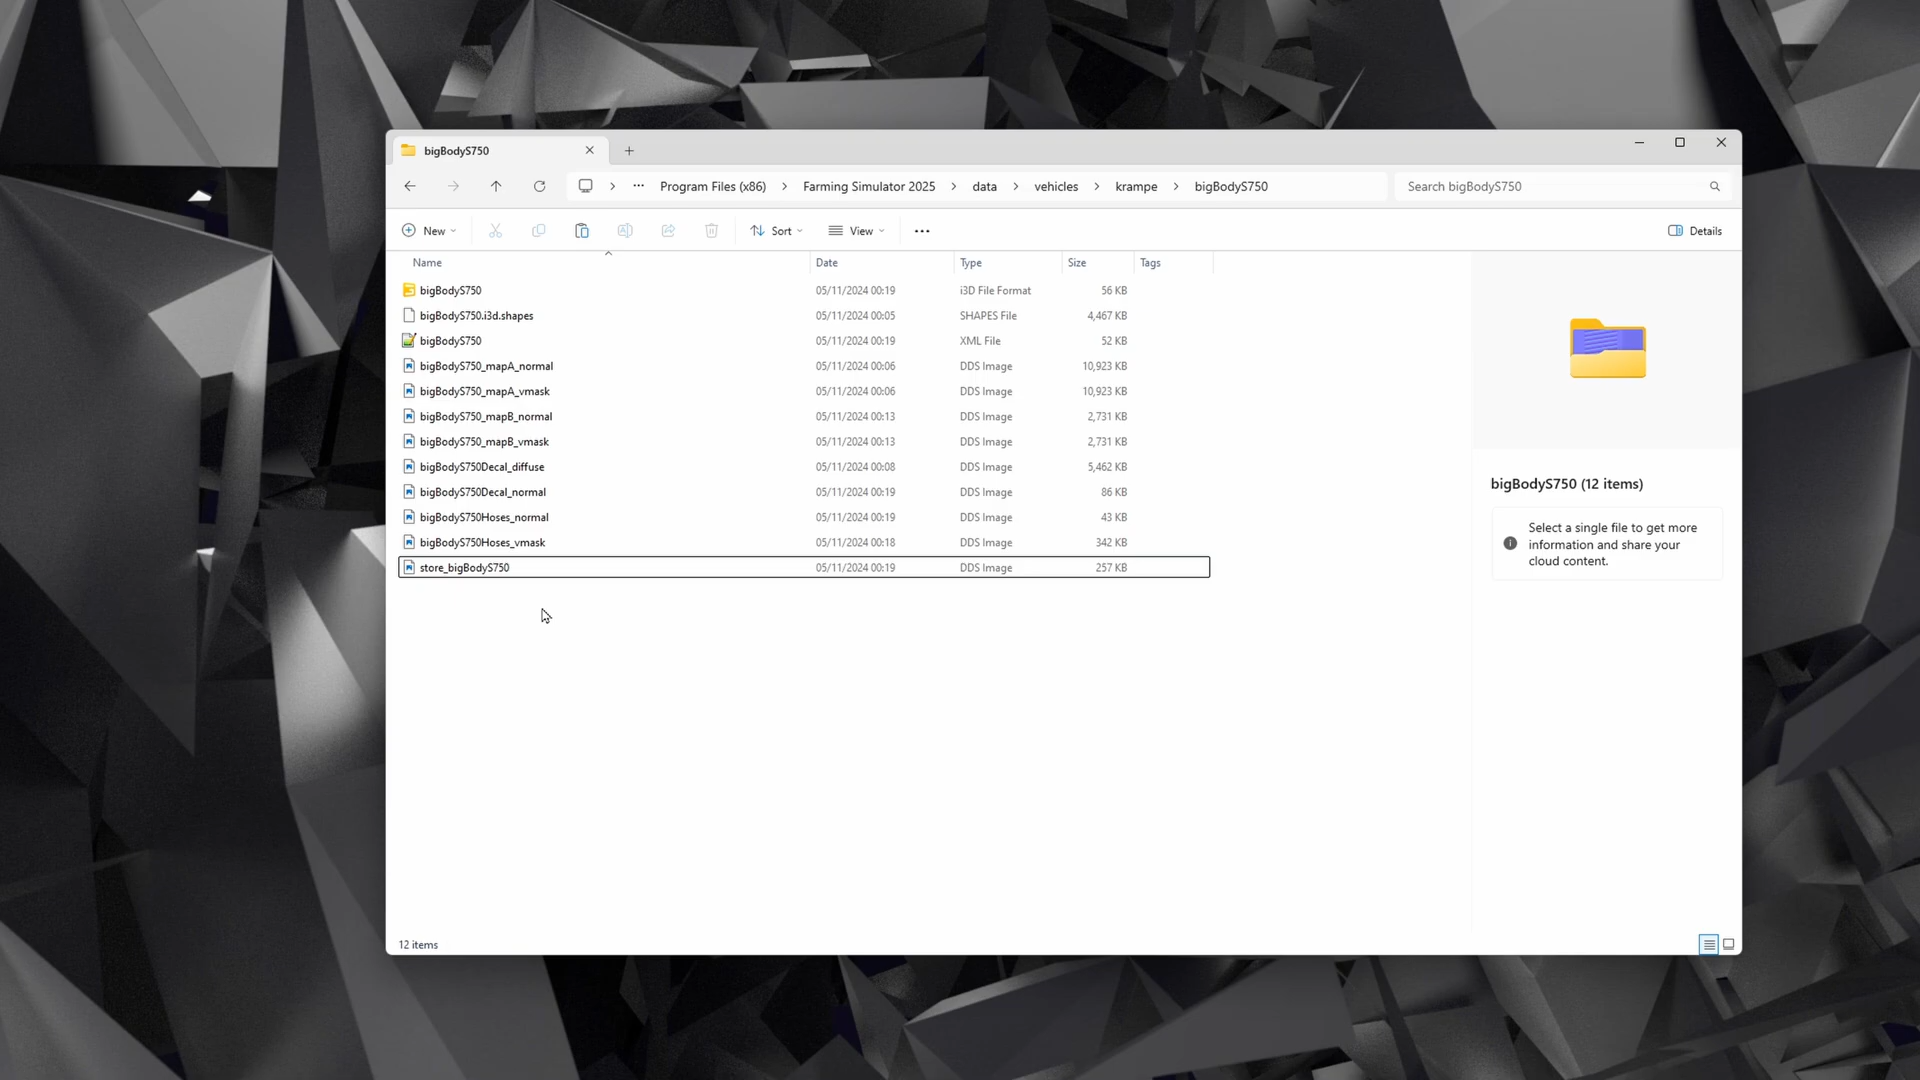 bigBodyS750
Program Files (x86) Farming Simulator 2025 data vehicles krampe bigBodyS750
Search bigBodyS750
New Sort View Details
Name Date Type Size Tags
bigBodyS750 05/11/2024 00:19 i3D File Format 56 KB
bigBodyS750.i3d.shapes 05/11/2024 00:05 SHAPES File 4,467 KB
bigBodyS750 05/11/2024 00:19 XML File 52 KB
bigBodyS750_mapA_normal 05/11/2024 00:06 DDS Image 10,923 KB
bigBodyS750_mapA_vmask 05/11/2024 00:06 DDS Image 10,923 KB
bigBodyS750_mapB_normal 05/11/2024 00:13 DDS Image 2,731 KB
bigBodyS750_mapB_vmask 05/11/2024 00:13 DDS Image 2,731 KB
bigBodyS750Decal_diffuse 05/11/2024 00:08 DDS Image 5,462 KB
bigBodyS750Decal_normal 05/11/2024 00:19 DDS Image 86 KB
bigBodyS750Hoses_normal 05/11/2024 00:19 DDS Image 43 KB
bigBodyS750Hoses_vmask 05/11/2024 00:18 DDS Image 342 KB
store_bigBodyS750 05/11/2024 00:19 DDS Image 257 KB
bigBodyS750 (12 items)
Select a single file to get more
information and share your
cloud content.
12 items